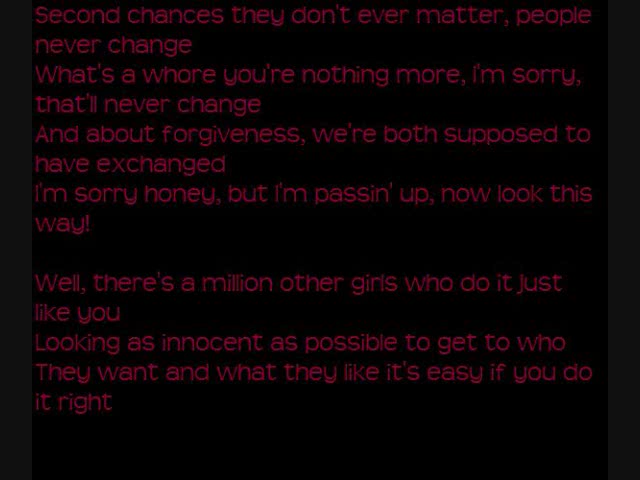 Second chances they don't ever matter, people
never change
What's a whore you're nothing more, i'm sorry,
that'll never change
And about forgiveness, we're both supposed to
have exchanged
I'm sorry honey, but I'm passin' up, now look this
way!
Well, there's a million other girls who do it just
like you
Looking as innocent as possible to get to who
They want and what they like it's easy if you do
it right